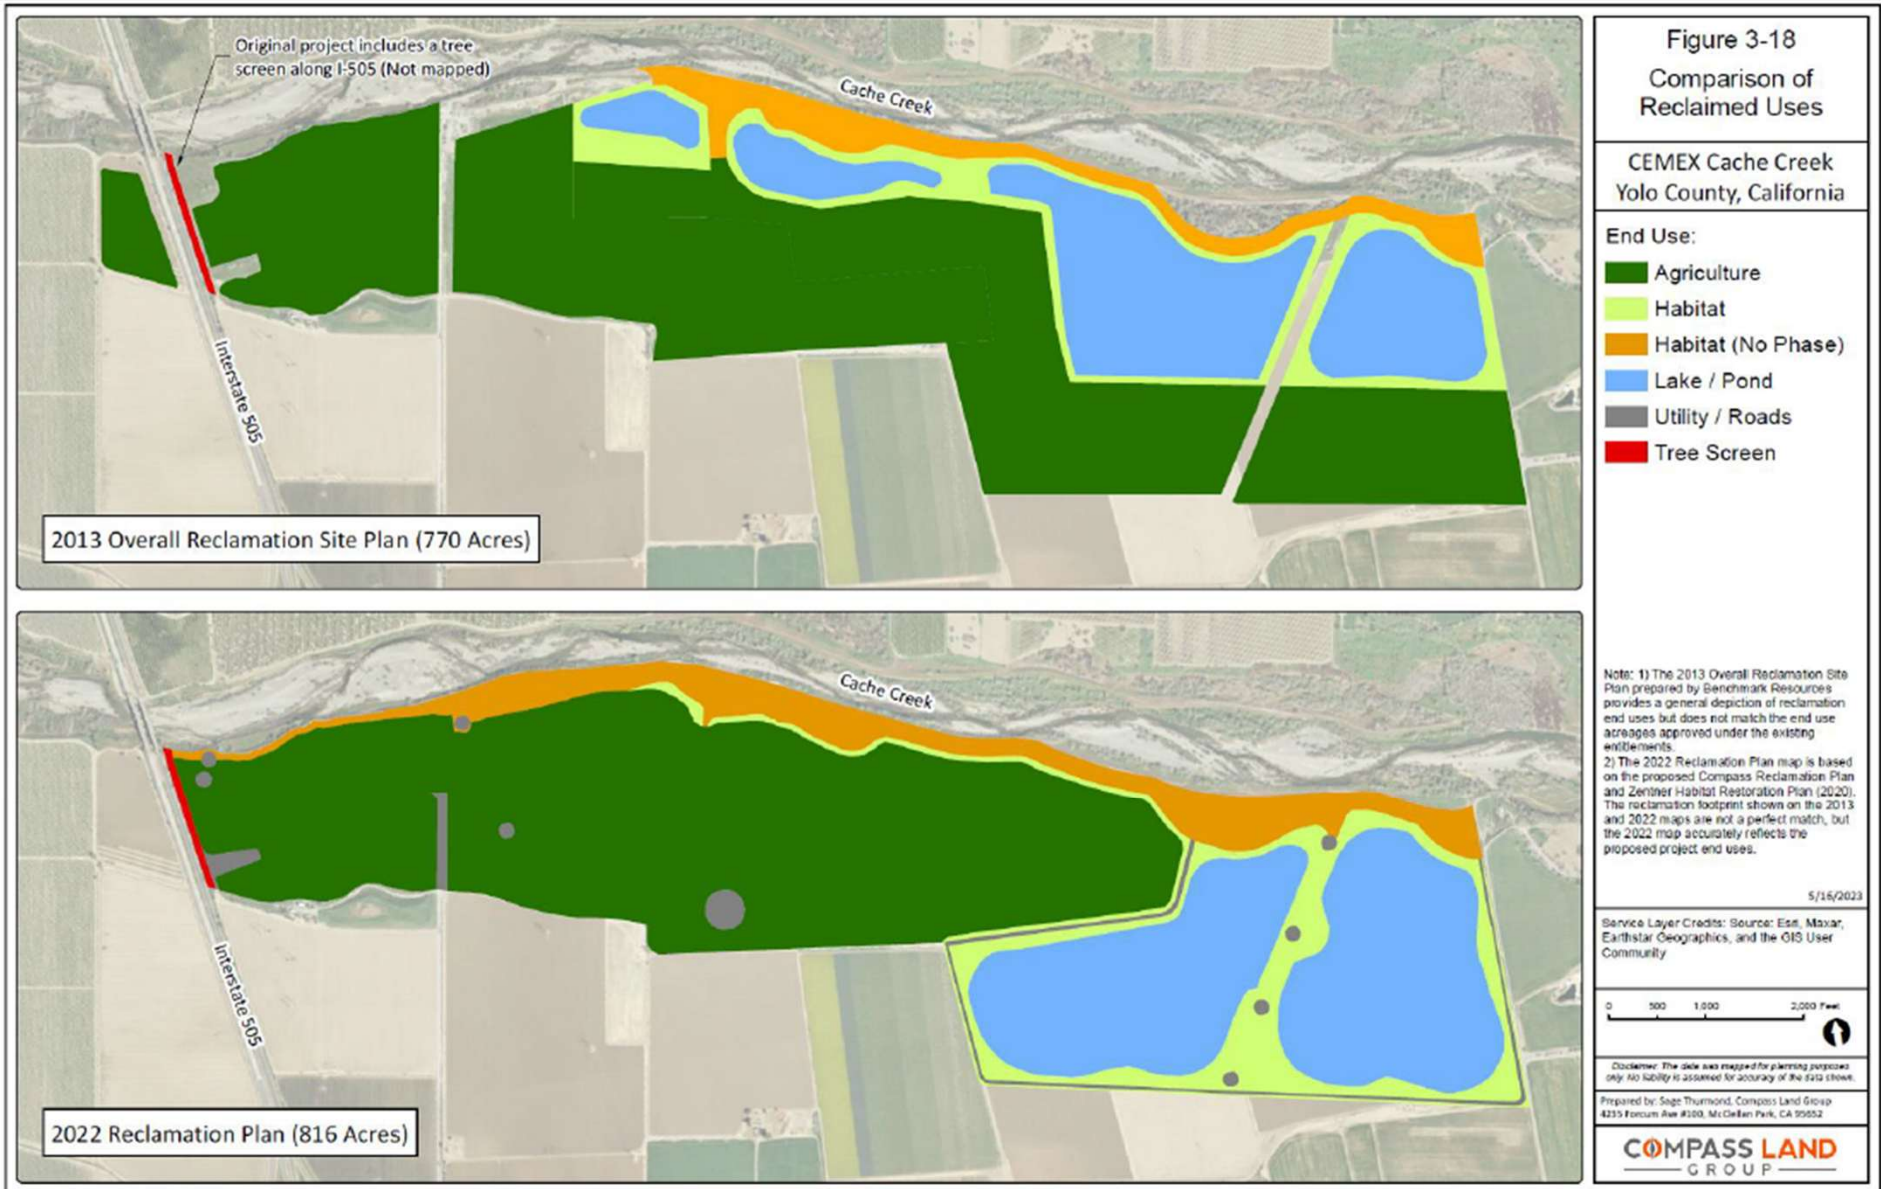 Original project includes a tree
screen along I-505 (Not mapped)
Cache Creek
Interstate 505
2013 Overall Reclamation Site Plan (770 Acres)
Cache Creek
Interstate 505
2022 Reclamation Plan (816 Acres)
Figure 3-18
Comparison of
Reclaimed Uses
CEMEX Cache Creek
Yolo County, California
End Use:
Agriculture
Habitat
Habitat (No Phase)
Lake / Pond
Utility / Roads
Tree Screen
Note: 1) The 2013 Overall Reclamation Site
Plan prepared by Benchmark Resources
provides a general depiction of reclamation
end uses but does not match the end use
acreages approved under the existing
entitlements.
2) The 2022 Reclamation Plan map is based
on the proposed Compass Reclamation Plan
and Zentner Habitat Restoration Plan (2020).
The reclamation footprint shown on the 2013
and 2022 maps are not a perfect match, but
the 2022 map accurately reflects the
proposed project end uses.
5/16/2023
Service Layer Credits: Source: Esri, Maxar,
Earthstar Geographics, and the GIS User
Community
0 500 1,000 2,000 Feet
Disclaimer: The data was mapped for planning purposes
only. No liability is assumed for accuracy of the data shown.
Prepared by: Sage Thurmond, Compass Land Group
4235 Forcum Ave #100, McClellan Park, CA 95652
COMPASS LAND
GROUP